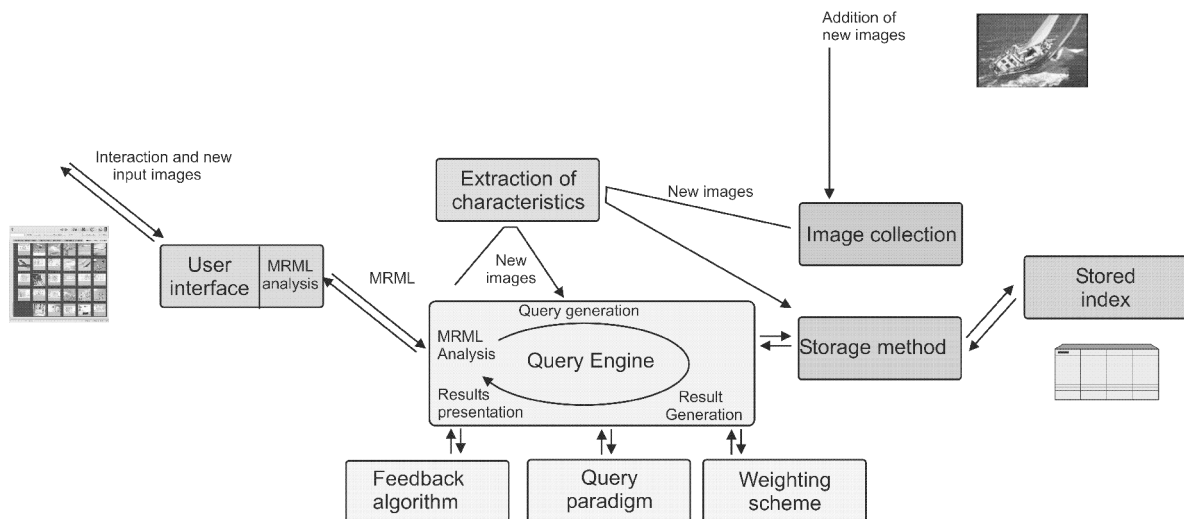 Addition of
new images
Interaction and new
input images
Extraction of
characteristics
New images
Image collection
User
interface
MRML
analysis
MRML
New
images
Stored
index
Query generation
MRML
Analysis
Query Engine
Storage method
Results
presentation
Result
Generation
Feedback
algorithm
Query
paradigm
Weighting
scheme